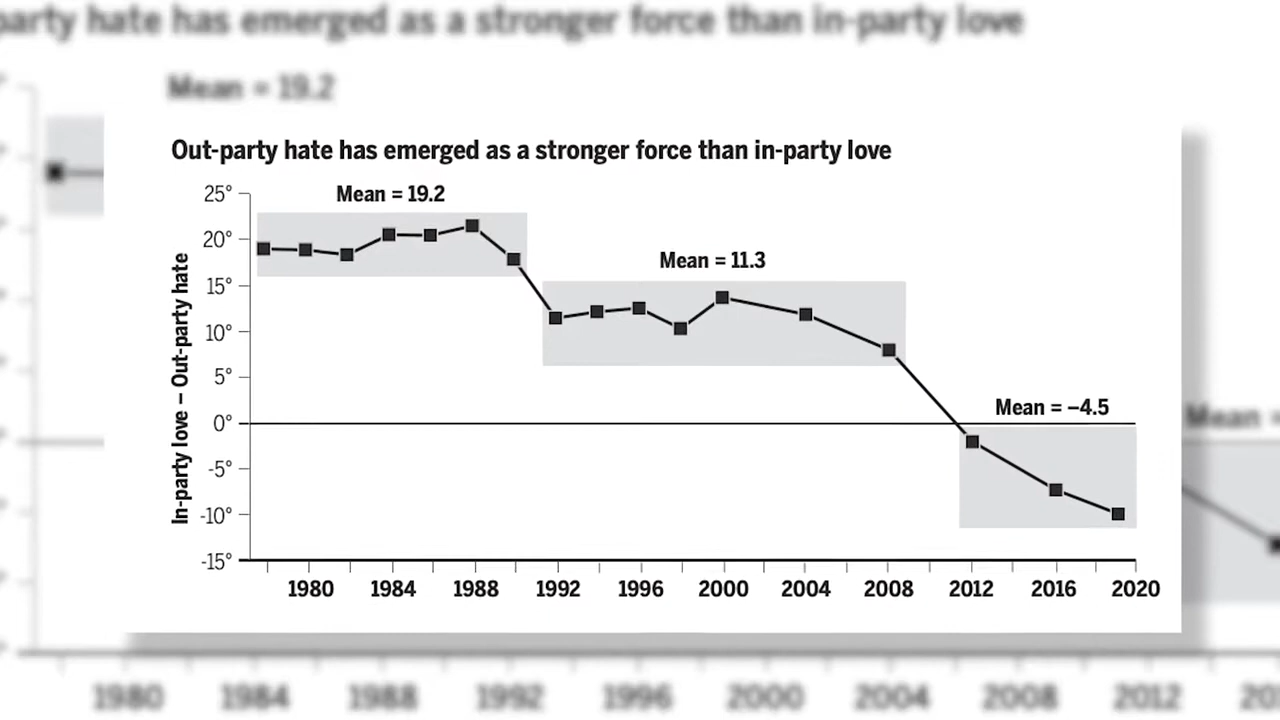 party hate has emerged as a stronger force than in-party love
Mean = 19.2
Out-party hate has emerged as a stronger force than in-party love
Mean = 19.2
Mean = 11.3
Mean = −4.5
In-party love – Out-party hate
25°
20°
15°
10°
5°
0°
-5°
-10°
-15°
1980 1984 1988 1992 1996 2000 2004 2008 2012 2016 2020
Mean =
1980 1984 1988 1992 1996 2000 2004 2008 2012